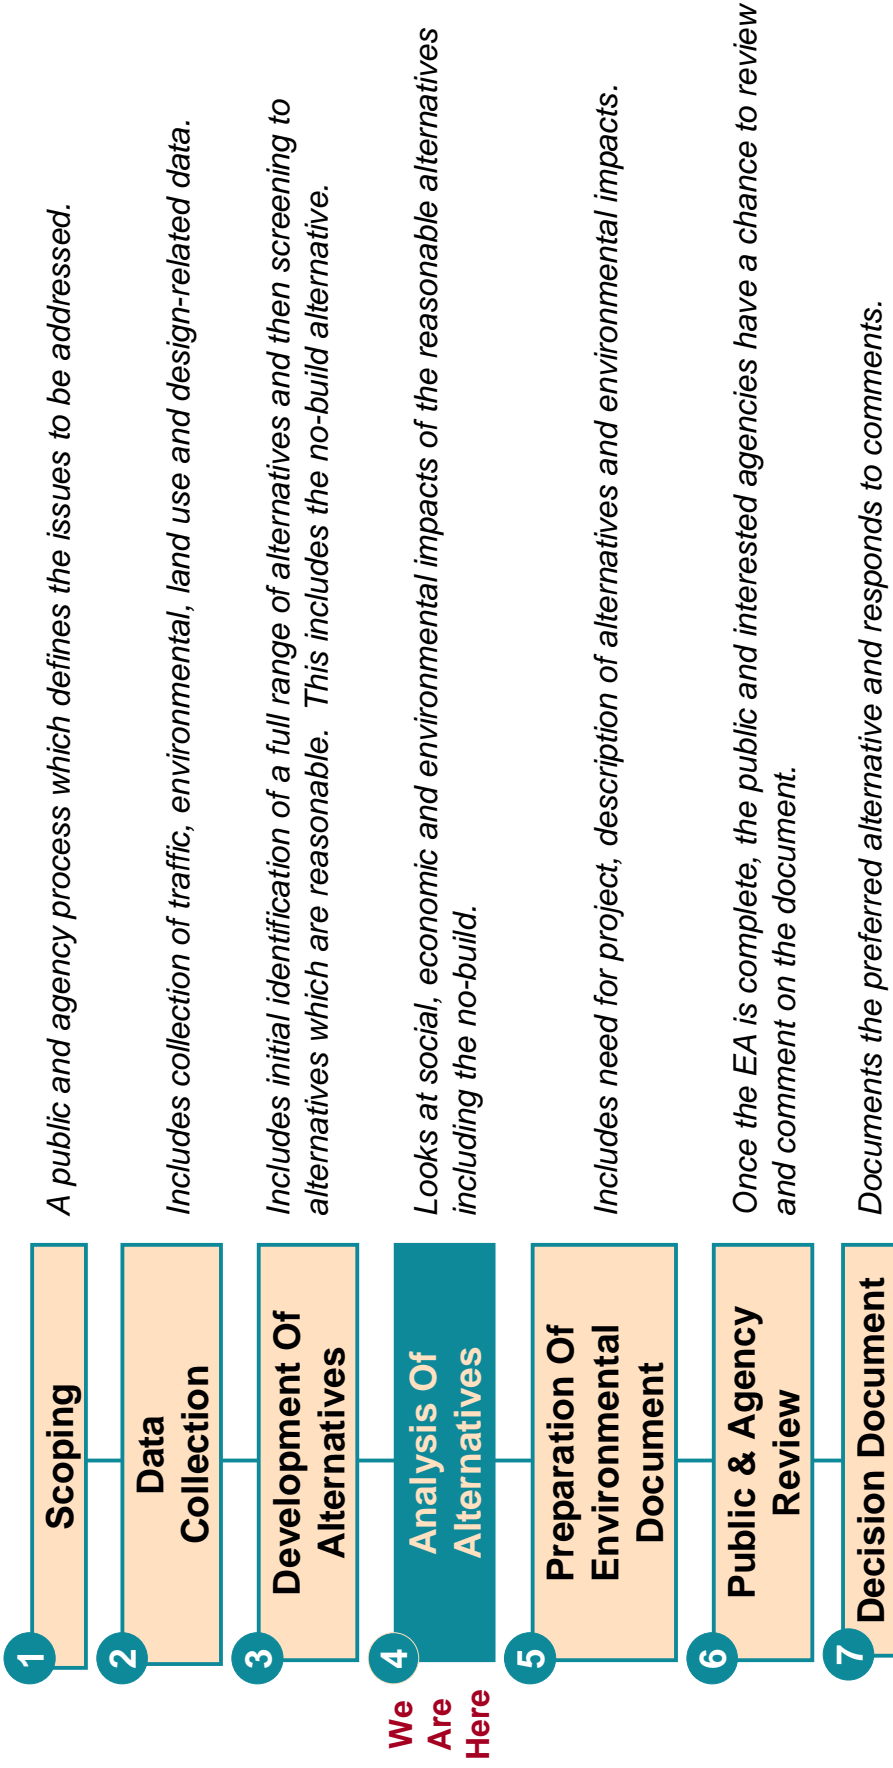 1
Scoping
A public and agency process which defines the issues to be addressed.
2
Data
Collection
Includes collection of traffic, environmental, land use and design-related data.
3
Development Of
Alternatives
Includes initial identification of a full range of alternatives and then screening to
alternatives which are reasonable. This includes the no-build alternative.
We
Are
Here
4
Analysis Of
Alternatives
Looks at social, economic and environmental impacts of the reasonable alternatives
including the no-build.
5
Preparation Of
Environmental
Document
Includes need for project, description of alternatives and environmental impacts.
6
Public & Agency
Review
Once the EA is complete, the public and interested agencies have a chance to review
and comment on the document.
7
Decision Document
Documents the preferred alternative and responds to comments.